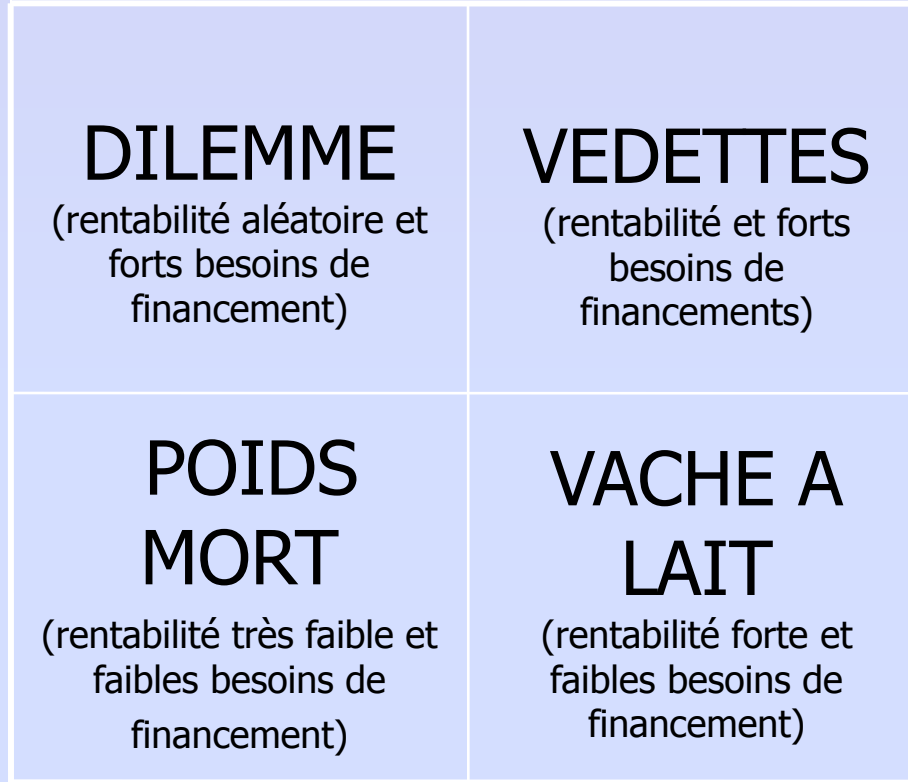 DILEMME
(rentabilité aléatoire et
forts besoins de
financement)
VEDETTES
(rentabilité et forts
besoins de
financements)
POIDS
MORT
(rentabilité très faible et
faibles besoins de
financement)
VACHE A
LAIT
(rentabilité forte et
faibles besoins de
financement)